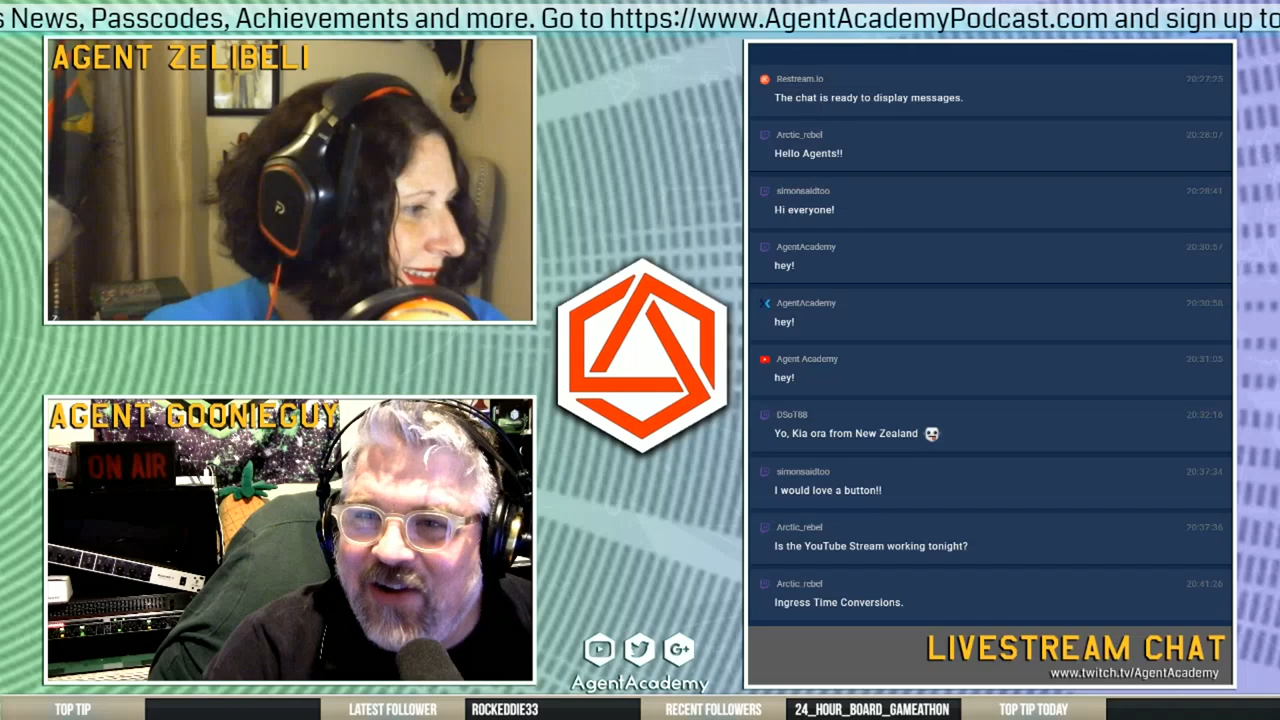 s News, Passcodes, Achievements and more. Go to https://www.AgentAcademyPodcast.com and sign up to
AGENT ZELIBELI
AGENT GOONIEGUY
ON AIR
AgentAcademy
Restream.io 20:27:25
The chat is ready to display messages.
Arctic_rebel 20:28:07
Hello Agents!!
simonsaidtoo 20:28:41
Hi everyone!
AgentAcademy 20:30:57
hey!
AgentAcademy 20:30:58
hey!
Agent Academy 20:31:05
hey!
DSoT88 20:32:16
Yo, Kia ora from New Zealand
simonsaidtoo 20:37:34
I would love a button!!
Arctic_rebel 20:37:36
Is the YouTube Stream working tonight?
Arctic_rebel 20:41:26
Ingress Time Conversions.
LIVESTREAM CHAT
www.twitch.tv/AgentAcademy
TOP TIP LATEST FOLLOWER ROCKEDDIE33 RECENT FOLLOWERS 24_HOUR_BOARD_GAMEATHON TOP TIP TODAY